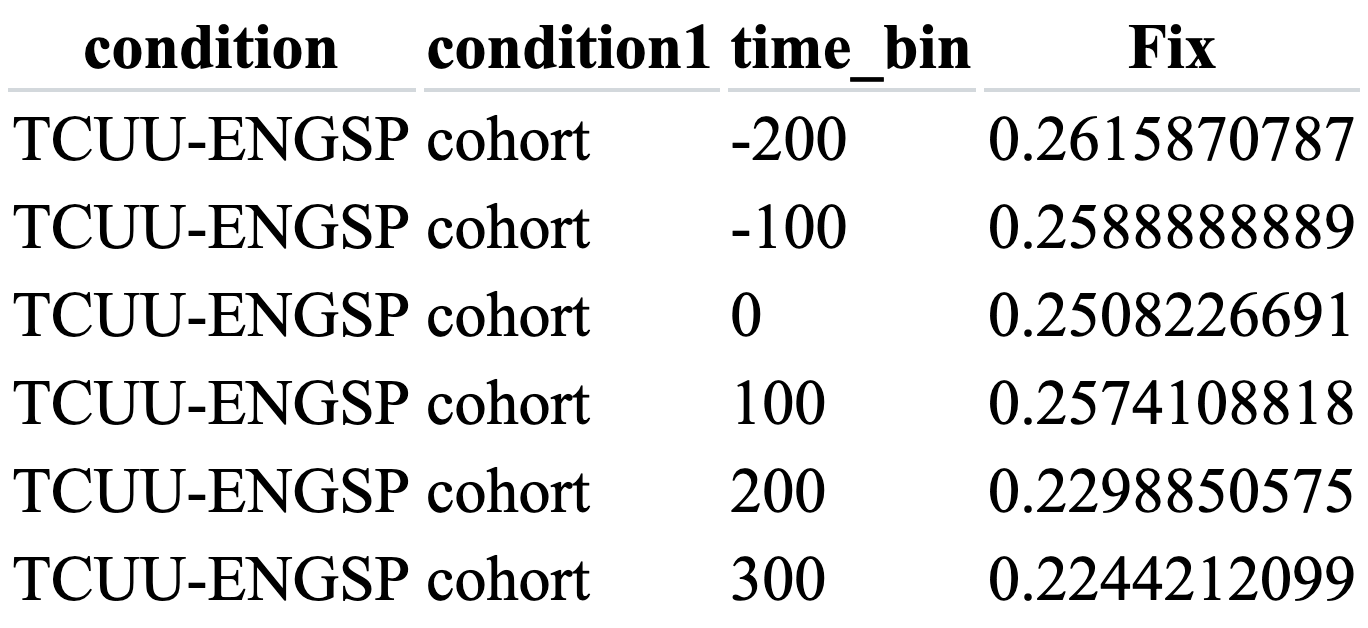 condition condition1 time_bin Fix
TCUU-ENGSP cohort -200 0.2615870787
TCUU-ENGSP cohort -100 0.2588888889
TCUU-ENGSP cohort 0 0.2508226691
TCUU-ENGSP cohort 100 0.2574108818
TCUU-ENGSP cohort 200 0.2298850575
TCUU-ENGSP cohort 300 0.2244212099